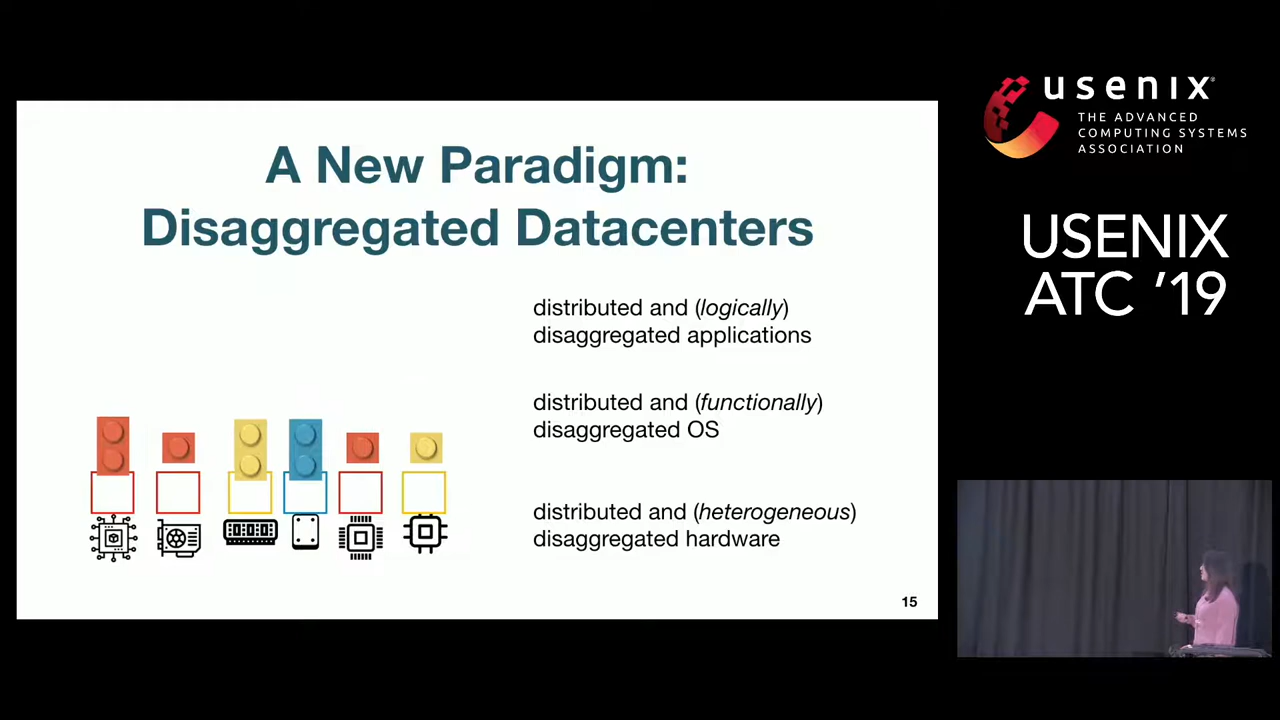 A New Paradigm:
Disaggregated Datacenters
distributed and (logically)
disaggregated applications
distributed and (functionally)
disaggregated OS
distributed and (heterogeneous)
disaggregated hardware
15
usenix
THE ADVANCED
COMPUTING SYSTEMS
ASSOCIATION
USENIX
ATC '19